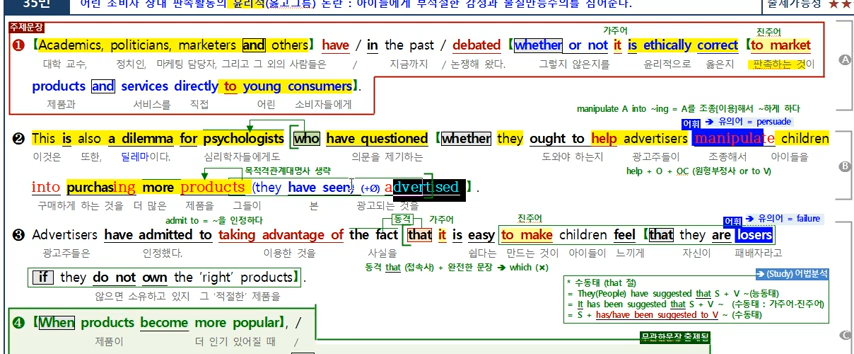 35번 어린 소비자 상대 판속활동의 윤리적(옳고그름) 논란 : 아이들에게 부적절한 감정과 물질만능주의를 심어준다. 출제가능성 ★★
주제문장 가주어 진주어
❶ 【Academics, politicians, marketers and others】 have / in the past / debated 【whether or not it is ethically correct 【to market
대학 교수, 정치인, 마케팅 담당자, 그리고 그 외의 사람들은 / 지금까지 / 논쟁해 왔다. 그렇지 않은지를 윤리적으로 옳은지 판촉하는 것이 A
products and services directly to young consumers】.
제품과 서비스를 직접 어린 소비자들에게
manipulate A into ~ing = A를 조종(이용)해서 ~하게 하다
어휘 → 유의어 = persuade
❷ This is also a dilemma for psychologists who have questioned 【whether they ought to help advertisers manipulate children
이것은 또한, 딜레마이다. 심리학자들에게도 의문을 제기하는 도와야 하는지 광고주들이 조종해서 아이들을 B
목적격관계대명사 생략 help + O + OC (원형부정사 or to V)
into purchasing more products (they have seen) (+Ø) advertised】.
구매하게 하는 것을 더 많은 제품을 그들이 본 광고되는 것을
admit to = ~을 인정하다 동격 가주어 진주어 어휘 → 유의어 = failure
❸ Advertisers have admitted to taking advantage of the fact that it is easy to make children feel 【that they are losers
광고주들은 인정했다. 이용한 것을 사실을 쉽다는 만드는 것이 아이들이 느끼게 자신이 패배자라고
동격 that (접속사) + 완전한 문장 → which (×)
if they do not own the ‘right’ products】.
않으면 소유하고 있지 그 ‘적절한’ 제품을
→ (Study) 어법분석
* 수동태 (that 절)
= They(People) have suggested that S + V ~(능동태)
= It has been suggested that S + V ~ (수동태 : 가주어-진주어)
= S + has/have been suggested to V ~ (수동태)
❹ 【When products become more popular】, /
제품이 더 인기 있어질 때 /
무관한문장 출제됨
C